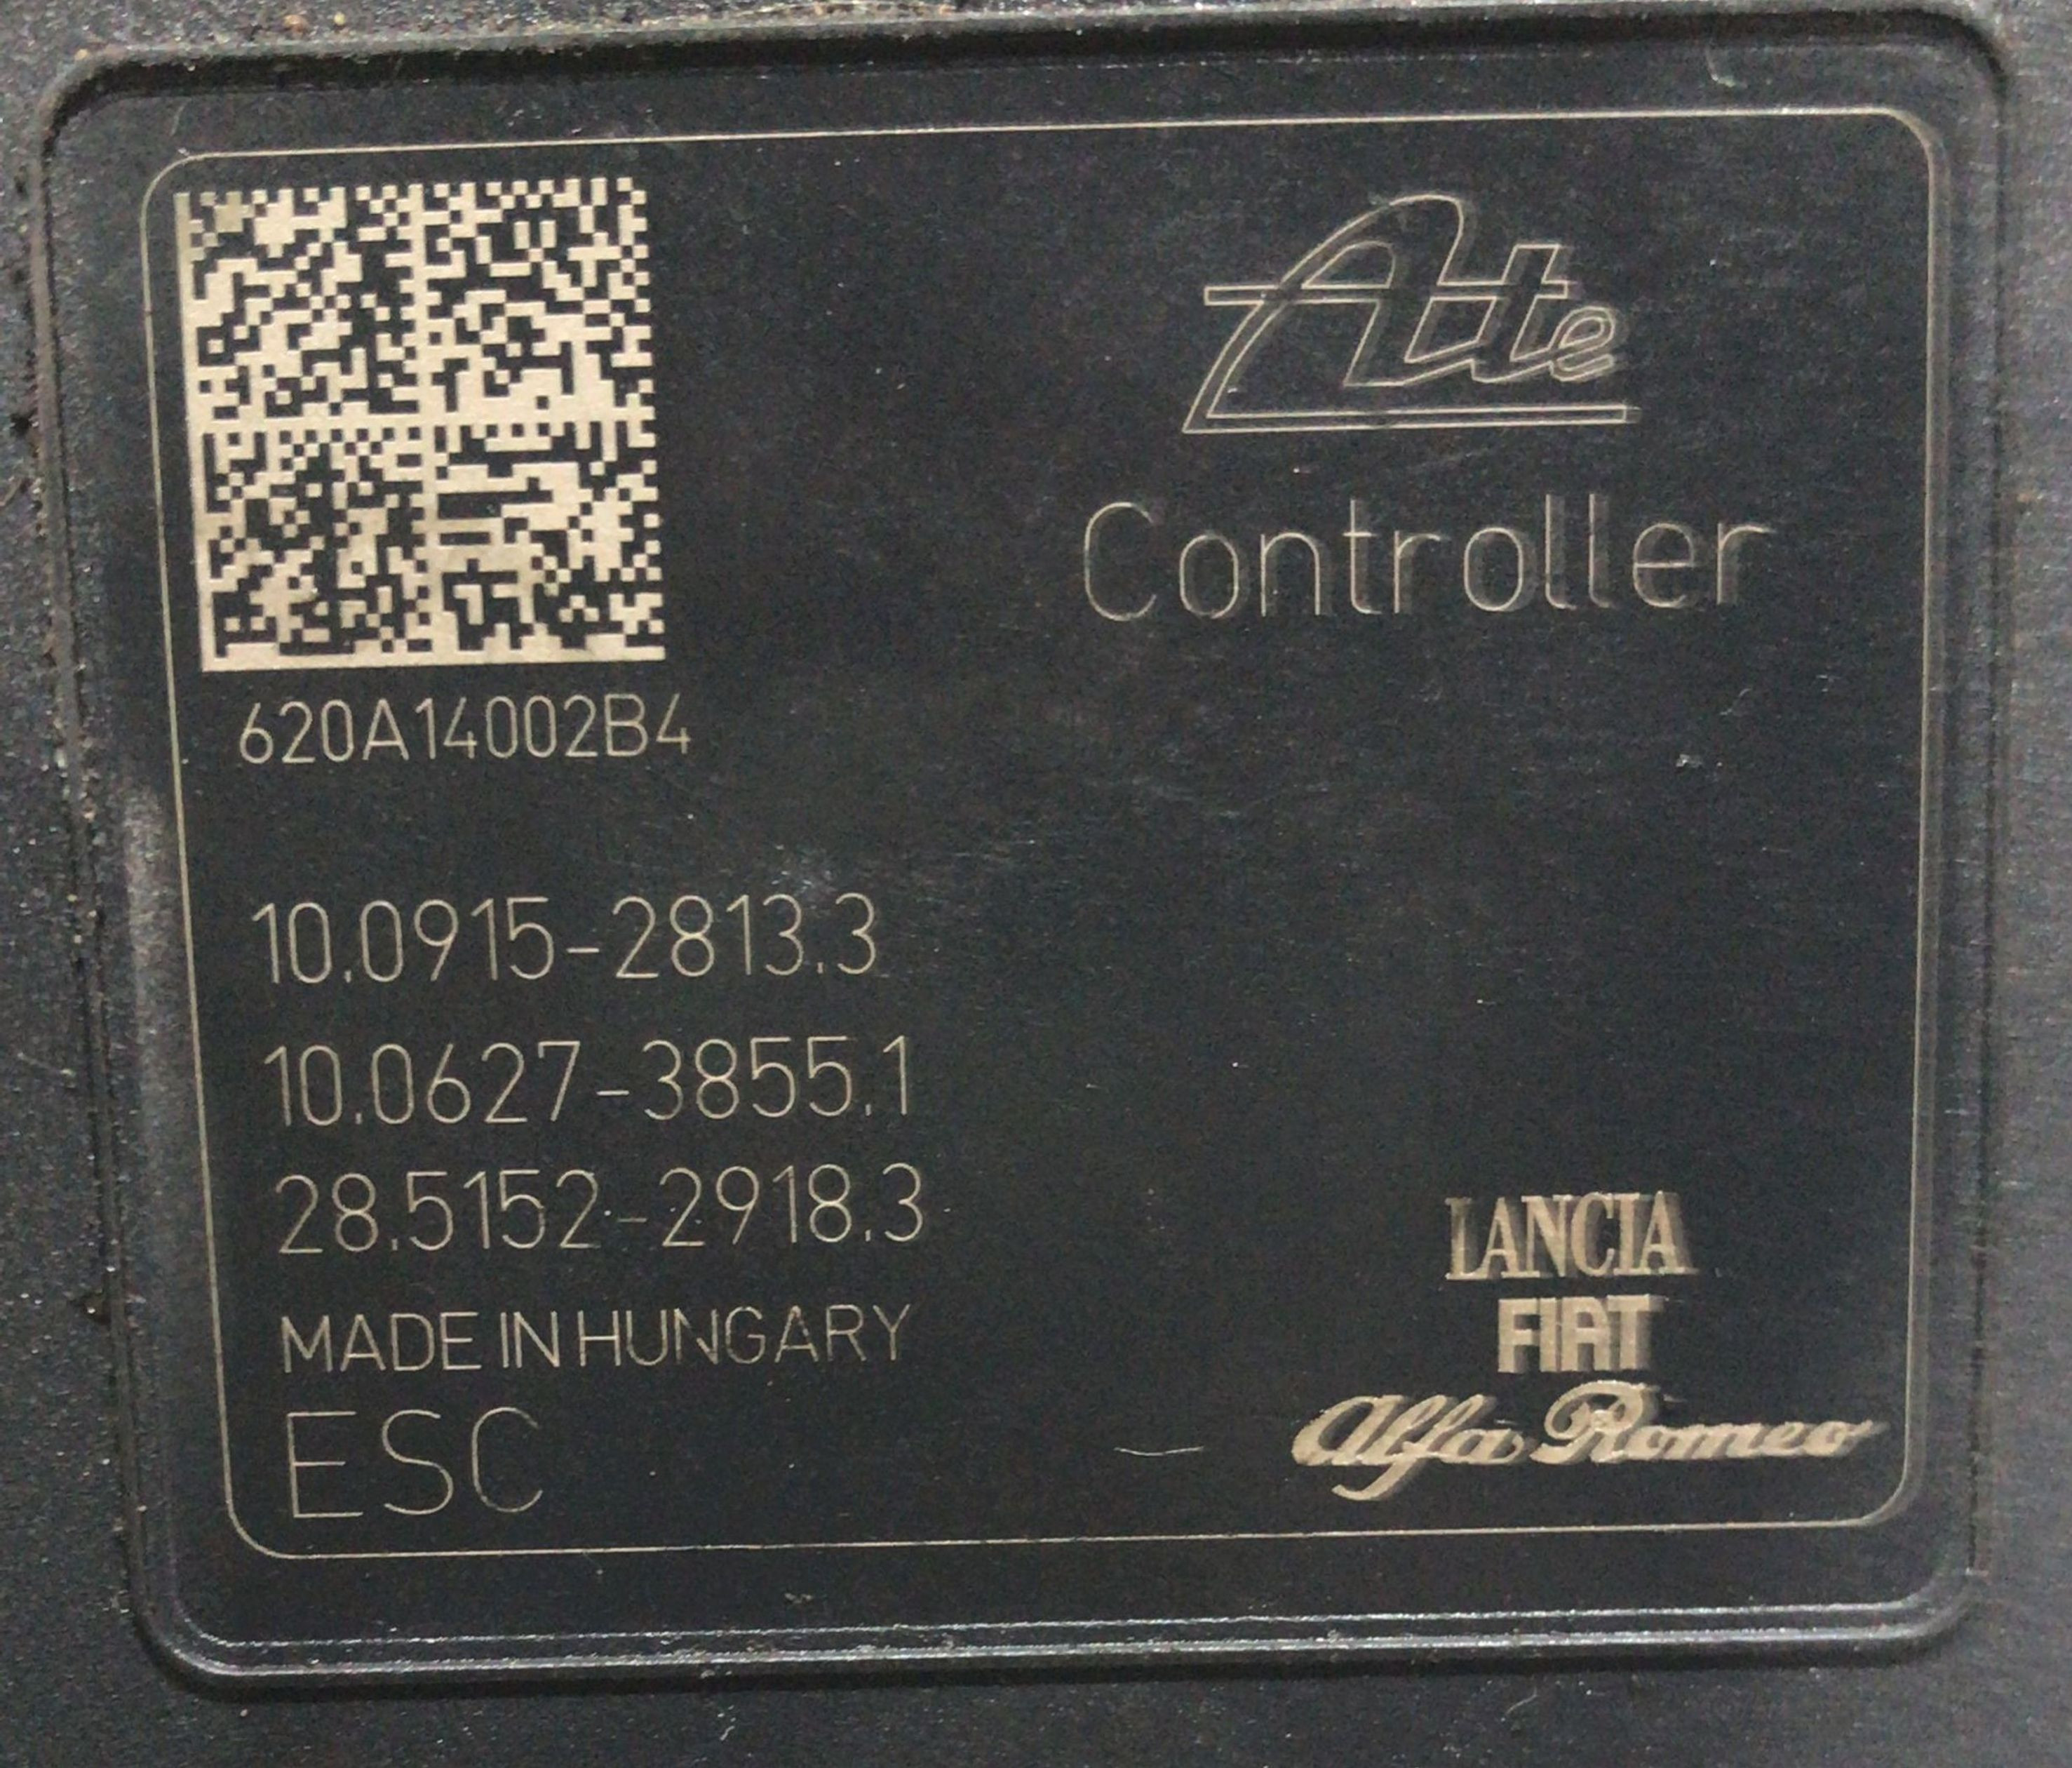 Ate
Controller
620A14002B4
10.0915-2813.3
10.0627-3855.1
28.5152-2918.3
MADE IN HUNGARY
ESC
LANCIA
FIAT
Alfa Romeo